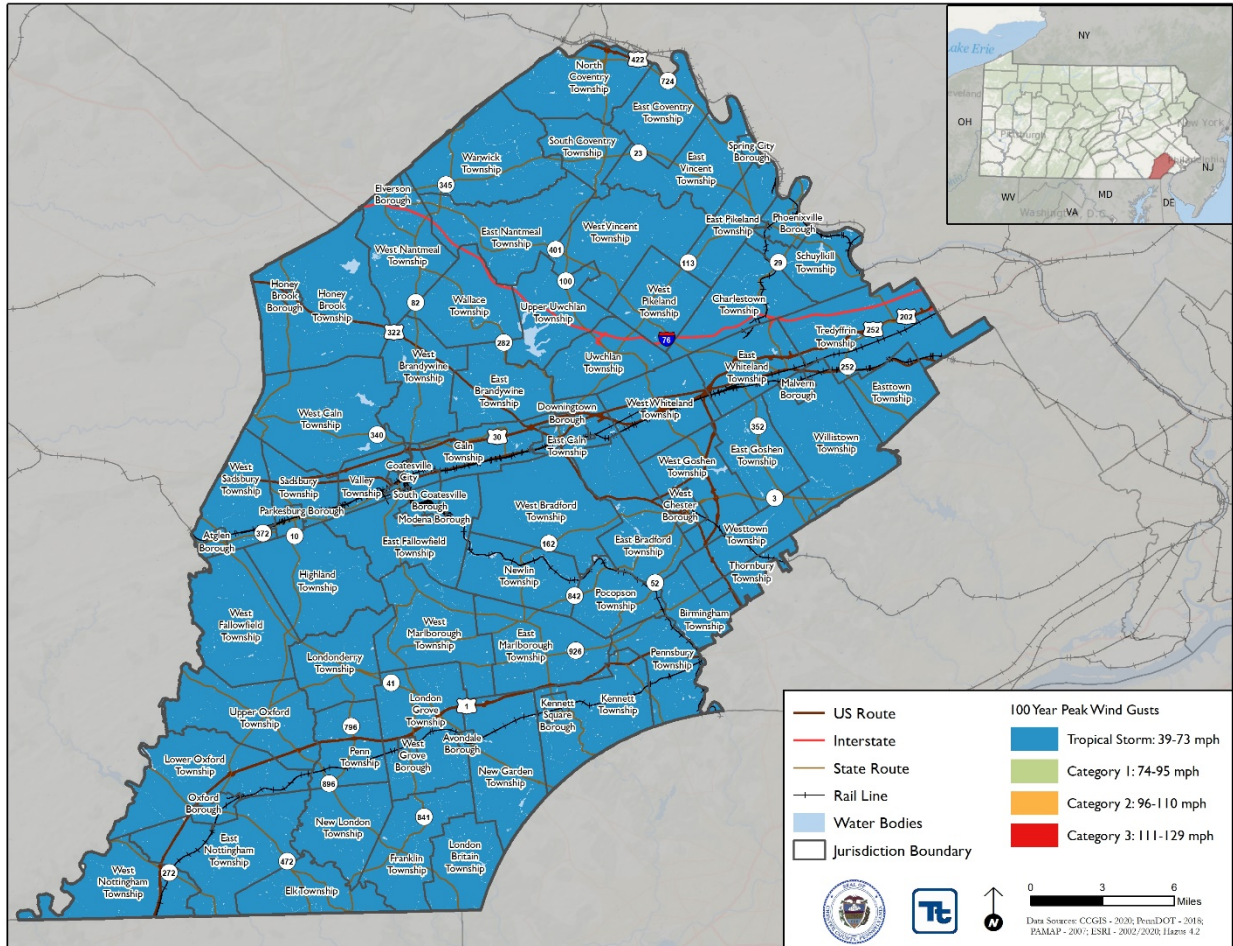 422
North
Coventry
Township
724
East Coventry
Township
South Coventry
Township
23
Spring City
Borough
East
Vincent
Township
Warwick
Township
345
Elverson
Borough
West Nantmeal
Township
East Nantmeal
Township
401
West Vincent
Township
East Pikeland
Township
Phoenixville
Borough
100
113
29
Schuylkill
Township
Honey
Brook
Borough
Honey
Brook
Township
82
Wallace
Township
Upper Uwchlan
Township
West
Pikeland
Township
Charlestown
Township
322
282
76
Uwchlan
Township
Tredyffrin
Township
252
202
West
Brandywine
Township
East
Brandywine
Township
East
Whiteland
Township
252
Malvern
Borough
Easttown
Township
West Caln
Township
340
30
Downingtown
Borough
West Whiteland
Township
352
Willistown
Township
Caln
Township
East Caln
Township
West
Sadsbury
Township
Sadsbury
Township
Valley
Township
Coatesville
City
South Coatesville
Borough
Modena Borough
West Goshen
Township
East Goshen
Township
3
Parkesburg Borough
Atglen
Borough
372
10
West Bradford
Township
West
Chester
Borough
East Fallowfield
Township
162
East Bradford
Township
Westtown
Township
Thornbury
Township
Highland
Township
Newlin
Township
842
Pocopson
Township
52
Birmingham
Township
West
Fallowfield
Township
West
Marlborough
Township
East
Marlborough
Township
926
Pennsbury
Township
Londonderry
Township
41
London
Grove
Township
1
Kennett
Square
Borough
Kennett
Township
Upper Oxford
Township
796
Penn
Township
West
Grove
Borough
Avondale
Borough
New Garden
Township
Lower Oxford
Township
896
Oxford
Borough
East
Nottingham
Township
New London
Township
841
472
Franklin
Township
London
Britain
Township
West
Nottingham
Township
272
Elk Township
Lake Erie
NY
OH
Pittsburgh
New York
Philadelphia
NJ
WV
MD
DE
VA
Washington, D.C.
US Route
Interstate
State Route
Rail Line
Water Bodies
Jurisdiction Boundary
100 Year Peak Wind Gusts
Tropical Storm: 39-73 mph
Category 1: 74-95 mph
Category 2: 96-110 mph
Category 3: 111-129 mph
Tt
N
0 3 6
Miles
Data Sources: CCGIS - 2020; PennDOT - 2018;
PAMAP - 2007; ESRI - 2002/2020; Hazus 4.2